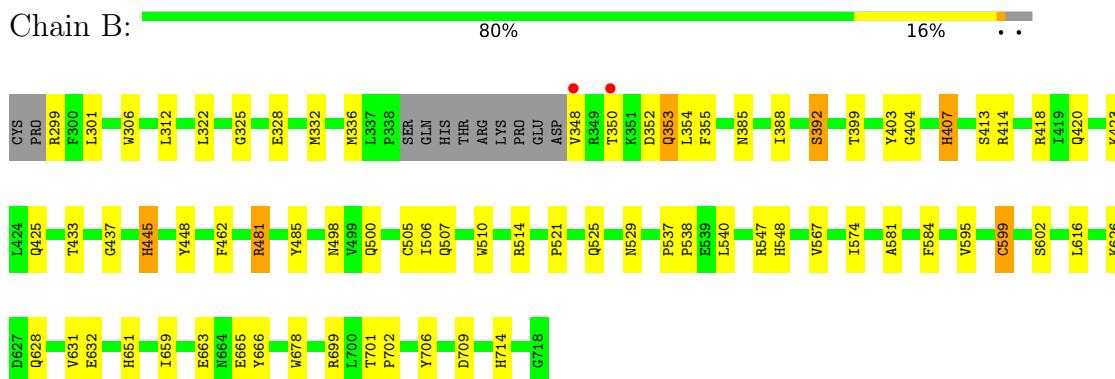 Chain B:
80% 16% • •
CYS PRO R299 F300 L301 W306 L312 L322 G325 E328 M332 M336 L337 P338 SER GLN HIS THR ARG LYS PRO GLU ASP V348 R349 T350 K351 D352 Q353 L354 F355 N385 I388 S392 T399 Y403 G404 H407 S413 R414 R418 I419 Q420 K423
L424 Q425 T433 G437 H445 Y448 F462 R481 Y485 N498 V499 Q500 C505 I506 Q507 W510 R514 P521 Q525 N529 P537 P538 E539 L540 R547 H548 V567 I574 A581 F584 V595 C599 S602 L616 K626
D627 Q628 V631 E632 H651 I659 E663 N664 E665 Y666 W678 R699 L700 T701 P702 Y706 D709 H714 G718